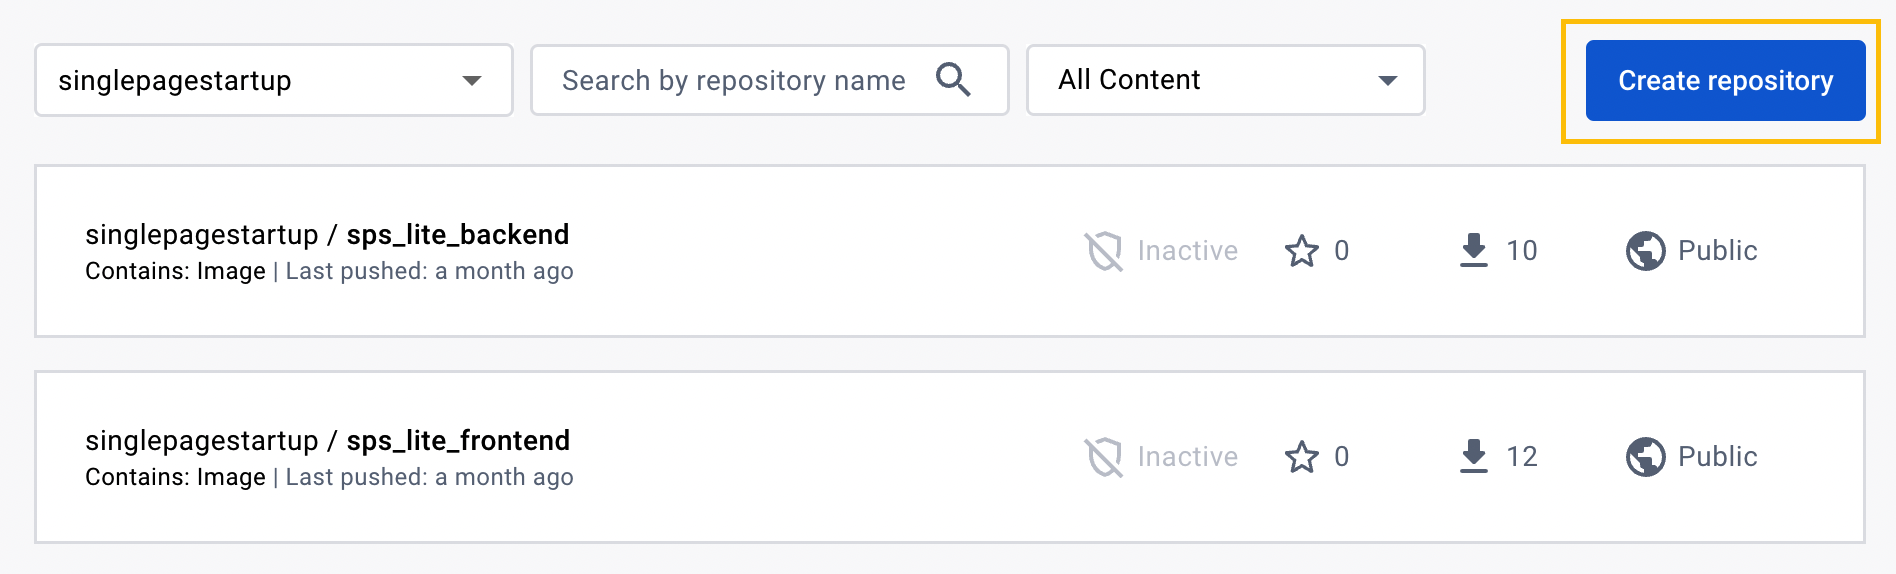 singlepagestartup
Search by repository name
All Content
Create repository
singlepagestartup / sps_lite_backend
Contains: Image | Last pushed: a month ago
Inactive
0
10
Public
singlepagestartup / sps_lite_frontend
Contains: Image | Last pushed: a month ago
Inactive
0
12
Public